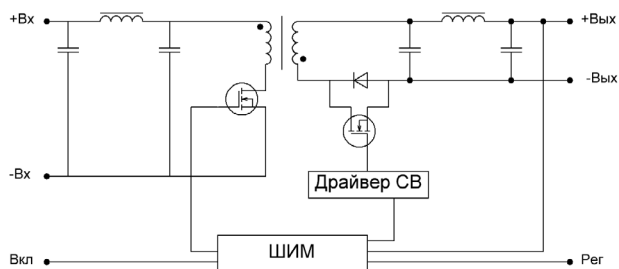 +Вх
+Вых
-Вых
-Вх
Драйвер СВ
ШИМ
Вкл
Рег